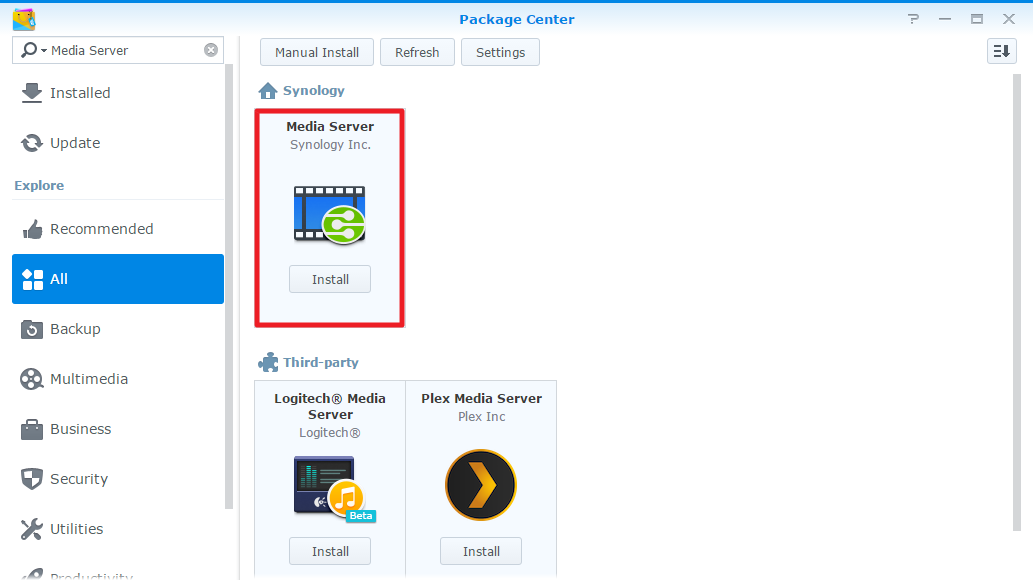 Package Center
Media Server
Installed
Update
Explore
Recommended
All
Backup
Multimedia
Business
Security
Utilities
Productivity
Manual Install
Refresh
Settings
Synology
Media Server
Synology Inc.
Install
Third-party
Logitech® Media
Server
Logitech®
Beta
Install
Plex Media Server
Plex Inc
Install